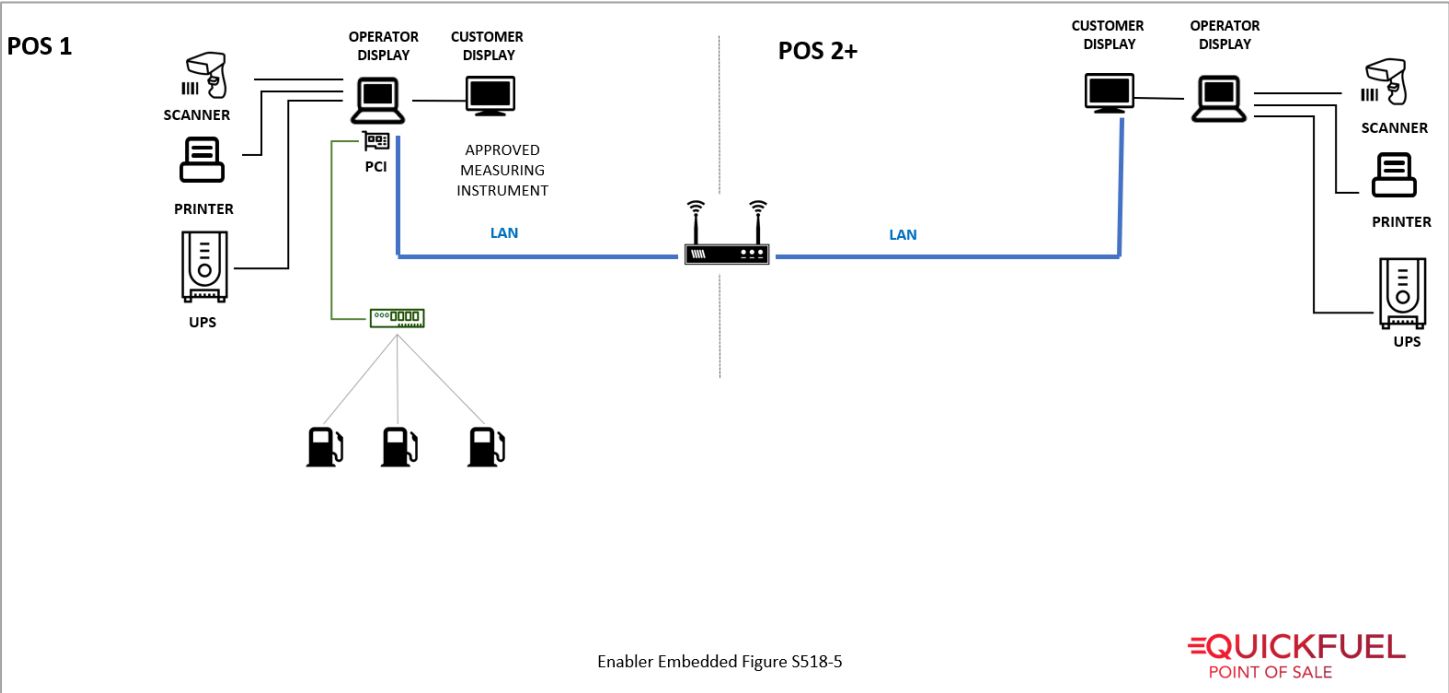 POS 1
OPERATOR
DISPLAY
CUSTOMER
DISPLAY
SCANNER
PRINTER
UPS
PCI
APPROVED
MEASURING
INSTRUMENT
LAN
POS 2+
CUSTOMER
DISPLAY
OPERATOR
DISPLAY
SCANNER
PRINTER
UPS
LAN
Enabler Embedded Figure S518-5
QUICKFUEL
POINT OF SALE